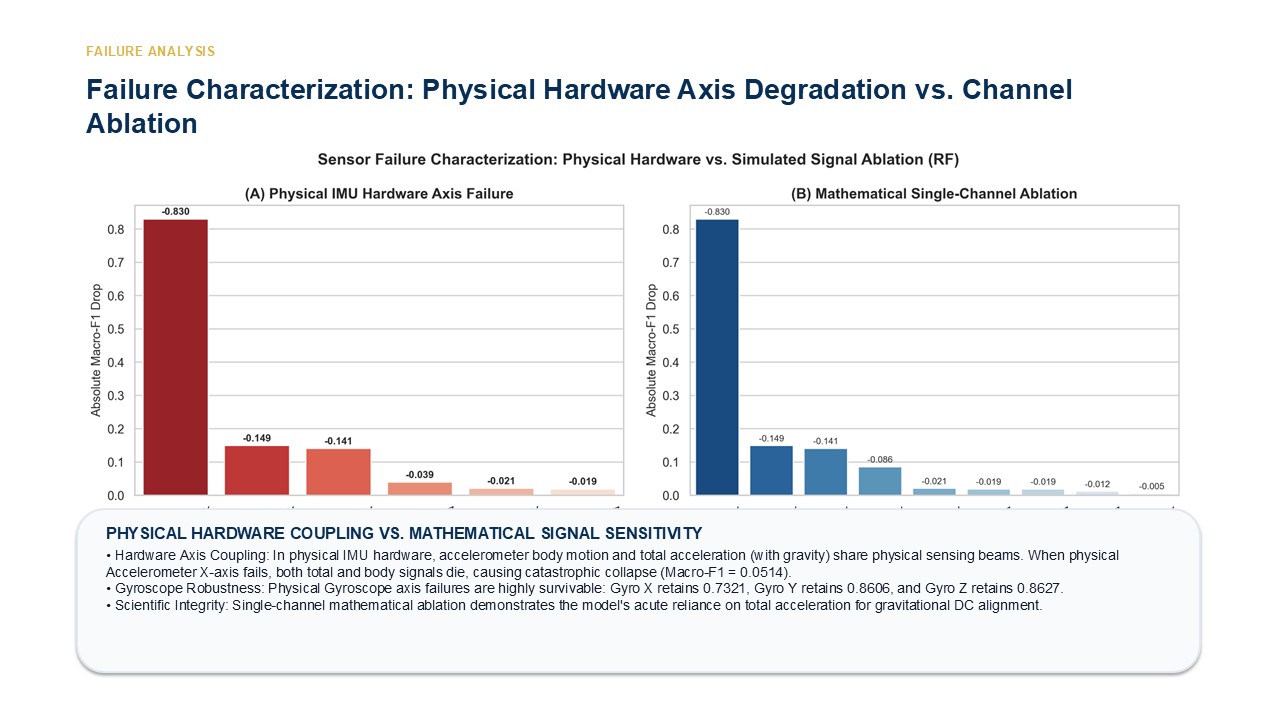 FAILURE ANALYSIS
Failure Characterization: Physical Hardware Axis Degradation vs. Channel
Ablation
Sensor Failure Characterization: Physical Hardware vs. Simulated Signal Ablation (RF)
(A) Physical IMU Hardware Axis Failure
Absolute Macro-F1 Drop
0.8
0.7
0.6
0.5
0.4
0.3
0.2
0.1
0.0
-0.830
-0.149
-0.141
-0.039
-0.021
-0.019
(B) Mathematical Single-Channel Ablation
Absolute Macro-F1 Drop
0.8
0.7
0.6
0.5
0.4
0.3
0.2
0.1
0.0
-0.830
-0.149
-0.141
-0.086
-0.021
-0.019
-0.019
-0.012
-0.005
PHYSICAL HARDWARE COUPLING VS. MATHEMATICAL SIGNAL SENSITIVITY
• Hardware Axis Coupling: In physical IMU hardware, accelerometer body motion and total acceleration (with gravity) share physical sensing beams. When physical
Accelerometer X-axis fails, both total and body signals die, causing catastrophic collapse (Macro-F1 = 0.0514).
• Gyroscope Robustness: Physical Gyroscope axis failures are highly survivable: Gyro X retains 0.7321, Gyro Y retains 0.8606, and Gyro Z retains 0.8627.
• Scientific Integrity: Single-channel mathematical ablation demonstrates the model's acute reliance on total acceleration for gravitational DC alignment.